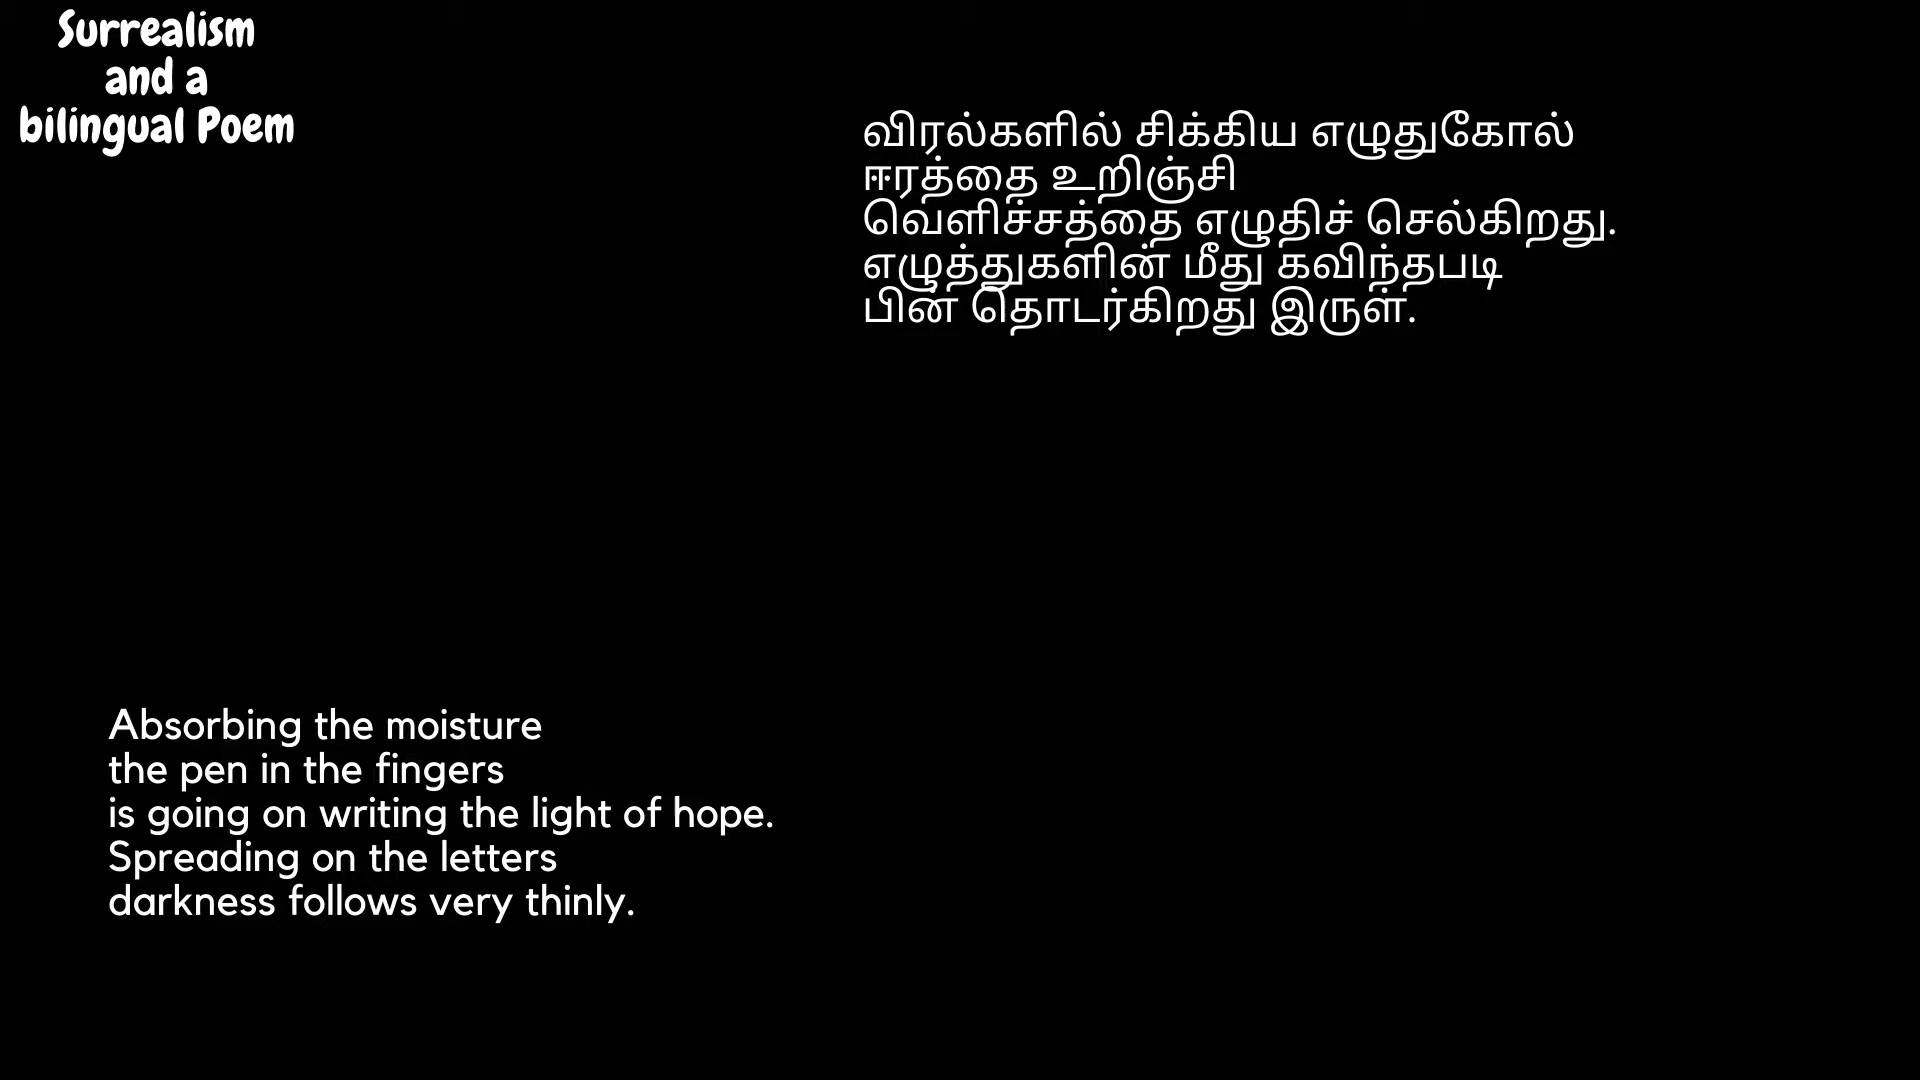 Surrealism
and a
bilingual Poem
விரல்களில் சிக்கிய எழுதுகோல்
ஈரத்தை உறிஞ்சி
வெளிச்சத்தை எழுதிச் செல்கிறது.
எழுத்துகளின் மீது கவிந்தபடி
பின் தொடர்கிறது இருள்.
Absorbing the moisture
the pen in the fingers
is going on writing the light of hope.
Spreading on the letters
darkness follows very thinly.